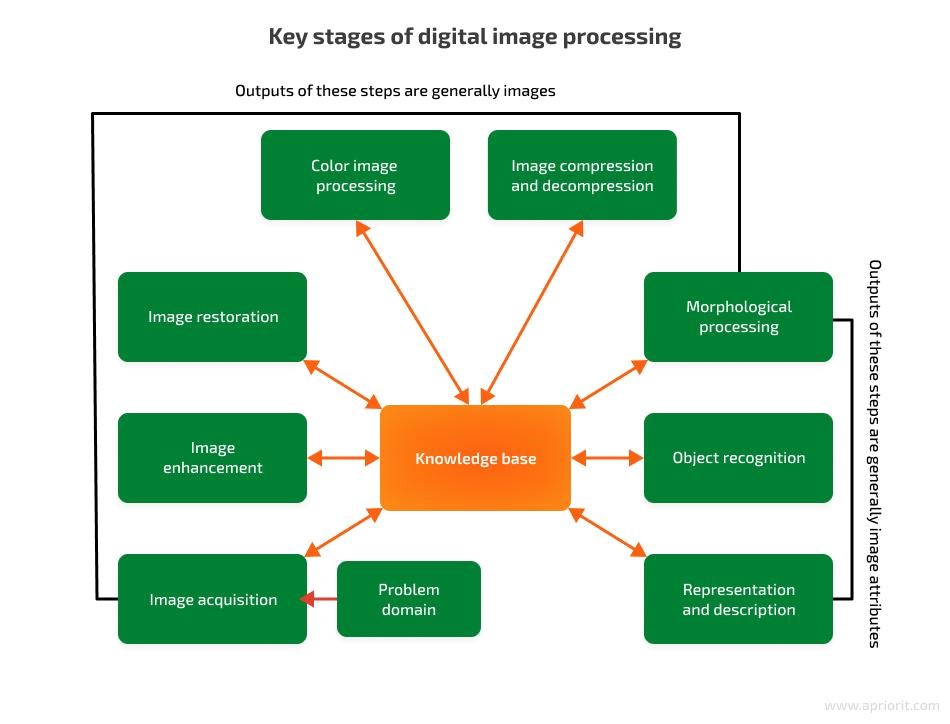 Key stages of digital image processing
Outputs of these steps are generally images
Color image
processing
Image compression
and decompression
Image restoration
Morphological
processing
Image
enhancement
Knowledge base
Object recognition
Image acquisition
Problem
domain
Representation
and description
Outputs of these steps are generally image attributes
www.apriorit.com